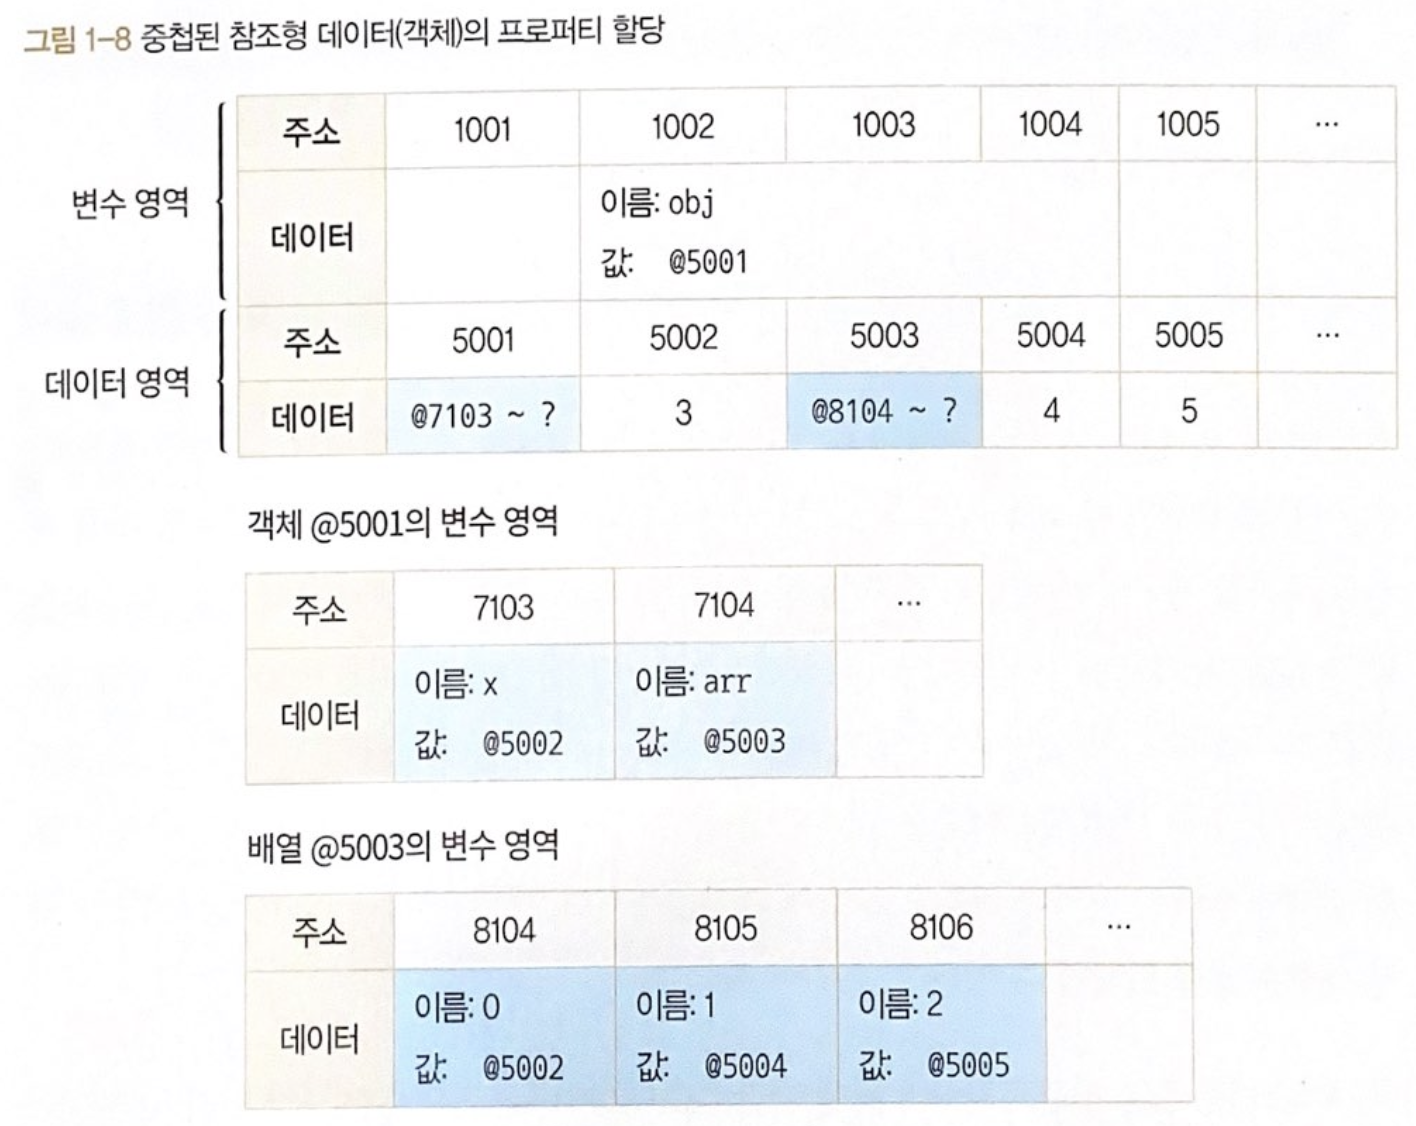 그림 1-8 중첩된 참조형 데이터(객체)의 프로퍼티 할당
변수 영역
주소 1001 1002 1003 1004 1005 ...
데이터 이름: obj
값: @5001
데이터 영역
주소 5001 5002 5003 5004 5005 ...
데이터 @7103 ~ ? 3 @8104 ~ ? 4 5
객체 @5001의 변수 영역
주소 7103 7104 ...
데이터 이름: x 이름: arr
값: @5002 값: @5003
배열 @5003의 변수 영역
주소 8104 8105 8106 ...
데이터 이름: 0 이름: 1 이름: 2
값: @5002 값: @5004 값: @5005